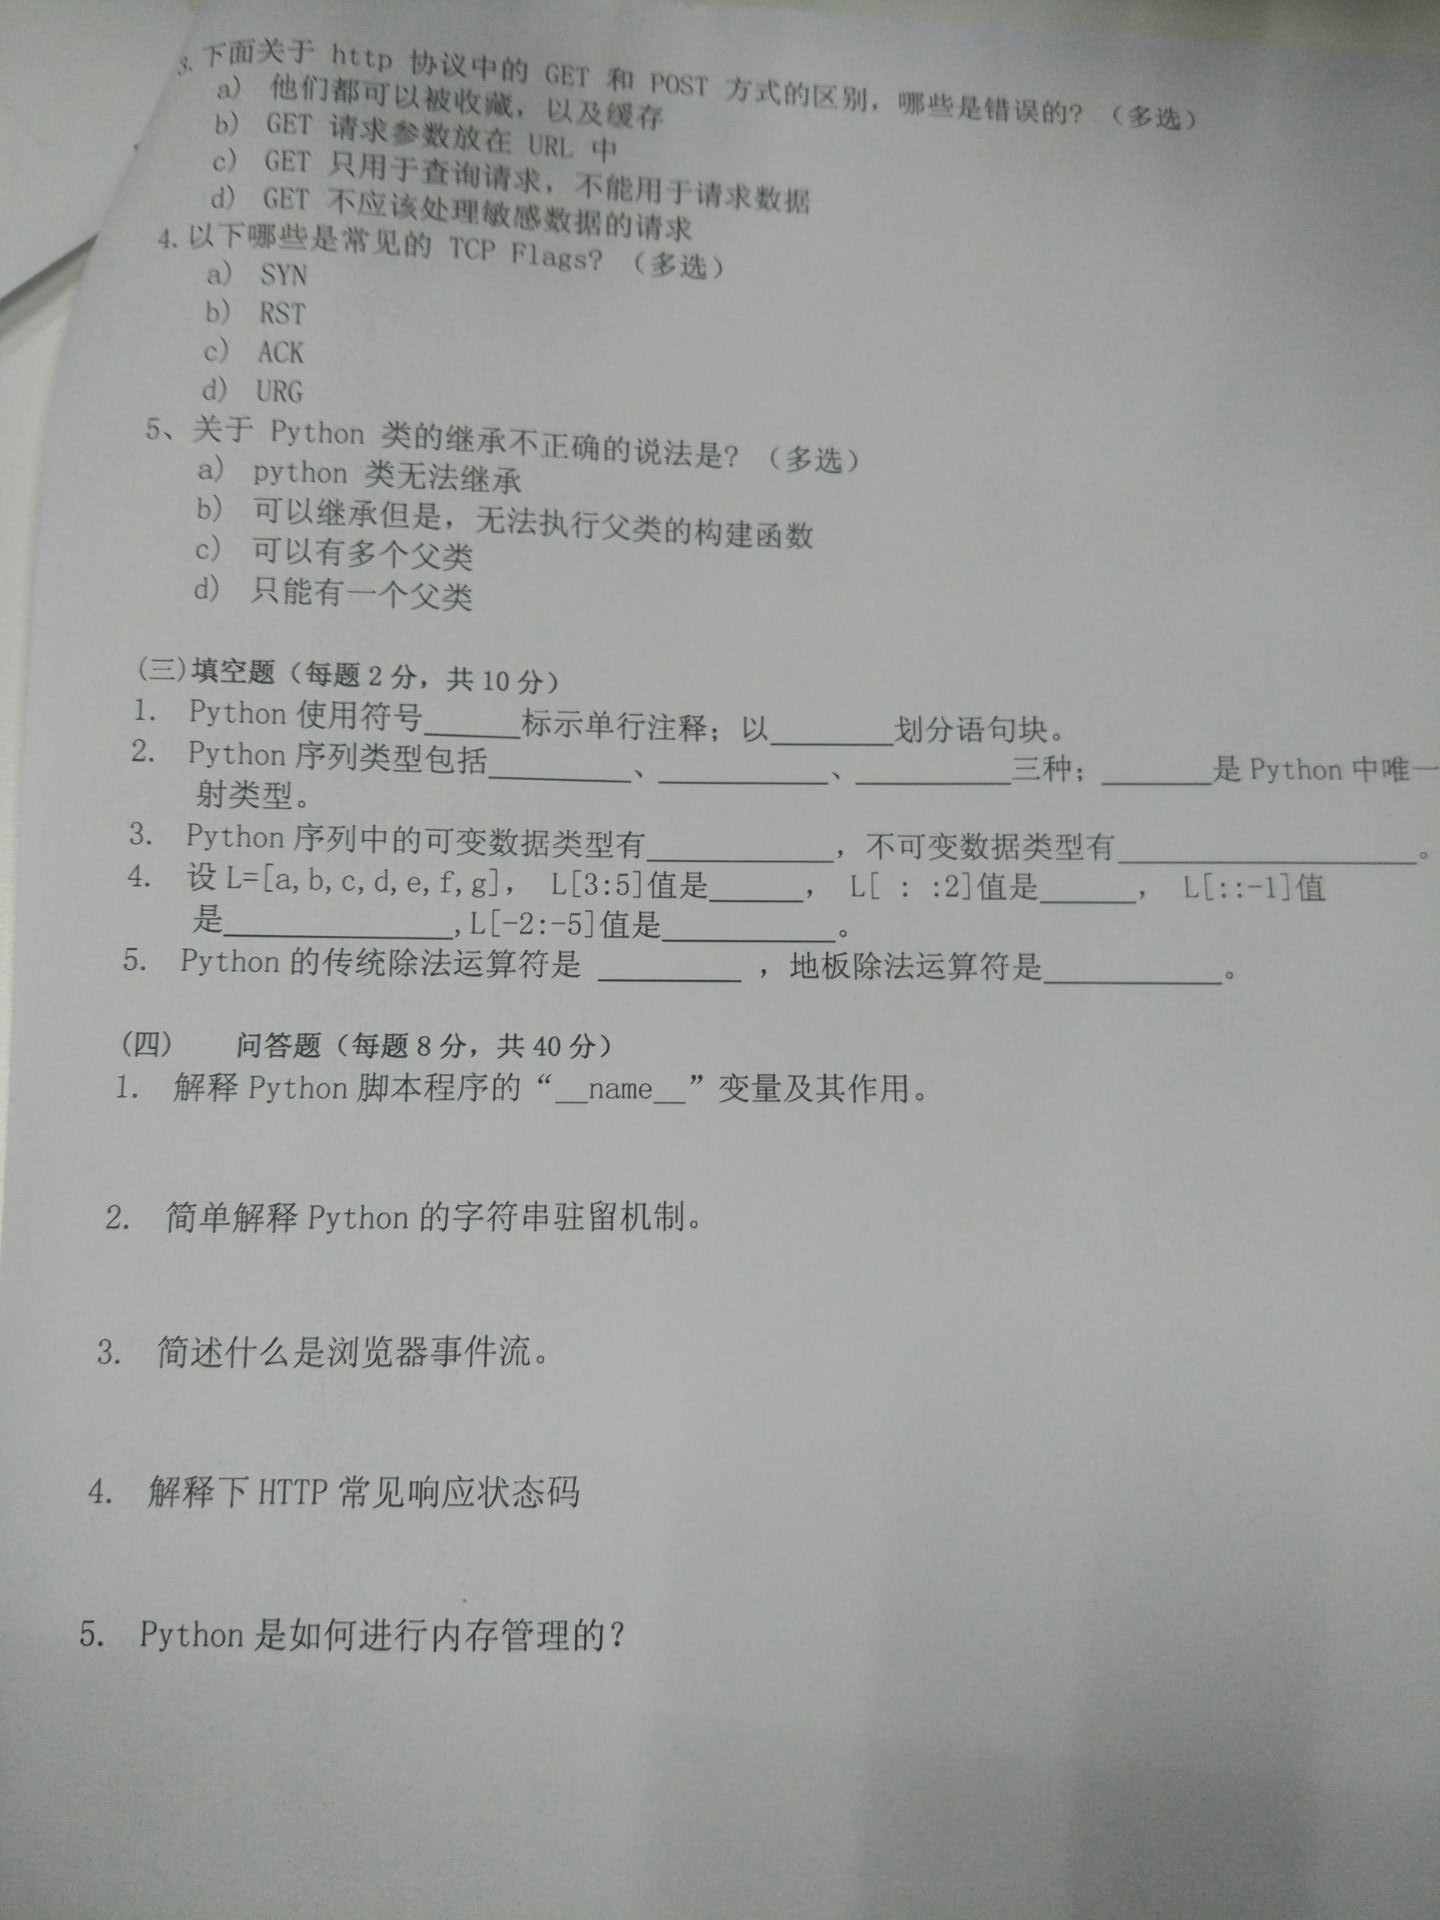 3. 下面关于 http 协议中的 GET 和 POST 方式的区别，哪些是错误的？（多选）
a) 他们都可以被收藏，以及缓存
b) GET 请求参数放在 URL 中
c) GET 只用于查询请求，不能用于请求数据
d) GET 不应该处理敏感数据的请求
4. 以下哪些是常见的 TCP Flags？（多选）
a) SYN
b) RST
c) ACK
d) URG
5、关于 Python 类的继承不正确的说法是？（多选）
a) python 类无法继承
b) 可以继承但是，无法执行父类的构建函数
c) 可以有多个父类
d) 只能有一个父类
(三)填空题（每题 2 分，共 10 分）
1. Python 使用符号______标示单行注释；以________划分语句块。
2. Python 序列类型包括_________、___________、__________三种；_______是 Python 中唯一
射类型。
3. Python 序列中的可变数据类型有____________，不可变数据类型有___________________。
4. 设 L=[a,b,c,d,e,f,g]， L[3:5]值是______， L[ : :2]值是______， L[::-1]值
是_______________,L[-2:-5]值是___________。
5. Python 的传统除法运算符是 _________ ，地板除法运算符是___________。
(四) 问答题（每题 8 分，共 40 分）
1. 解释 Python 脚本程序的“__name__”变量及其作用。
2. 简单解释 Python 的字符串驻留机制。
3. 简述什么是浏览器事件流。
4. 解释下 HTTP 常见响应状态码
5. Python 是如何进行内存管理的？